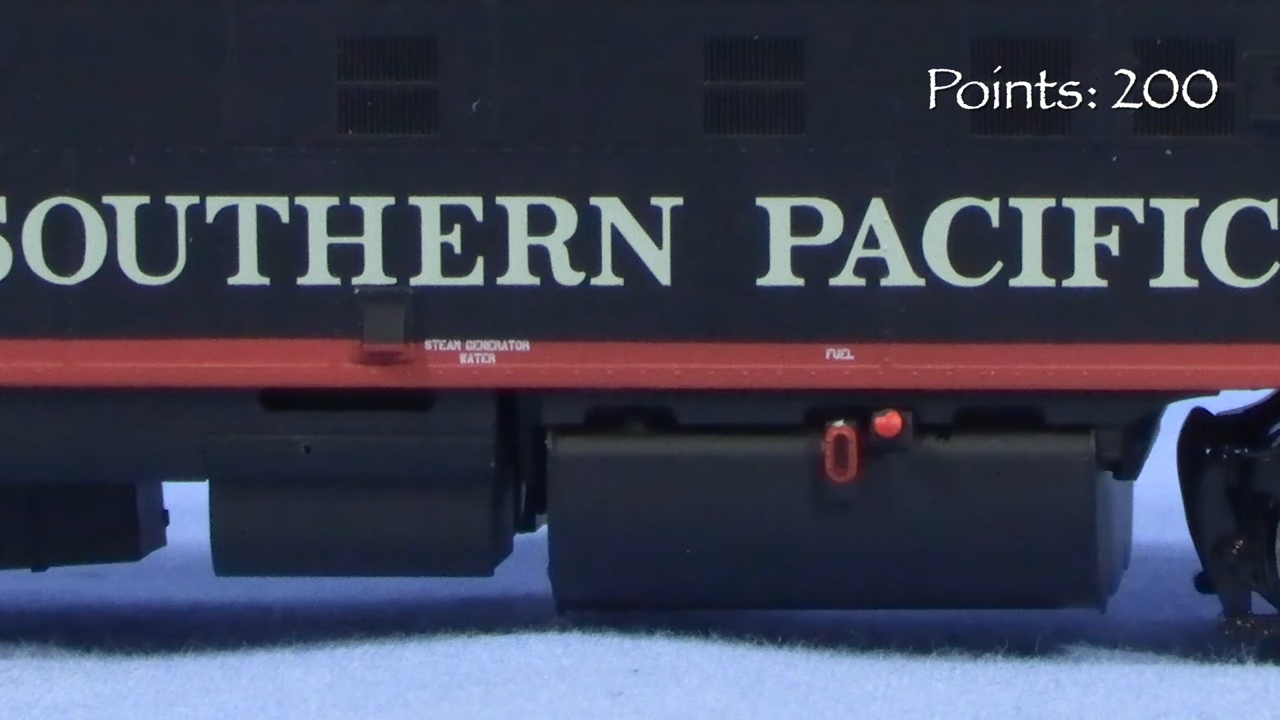 Points: 200
SOUTHERN PACIFIC
STEAM GENERATOR
WATER
FUEL